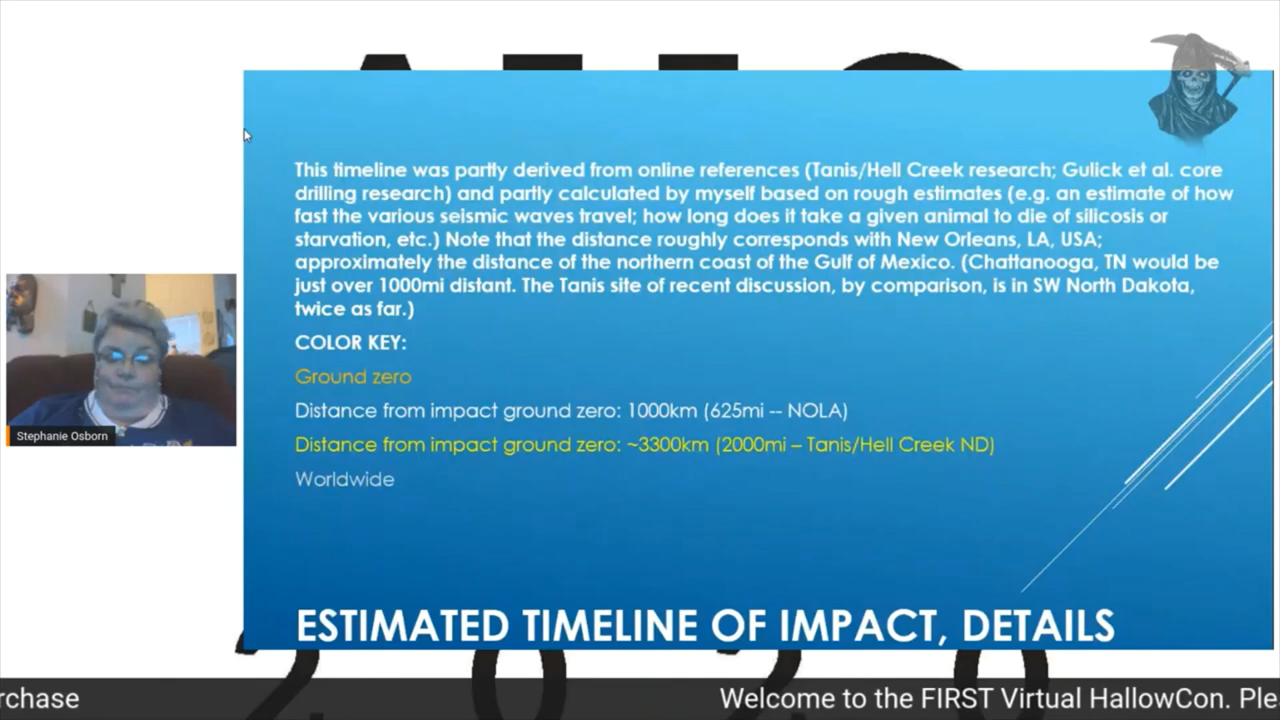 This timeline was partly derived from online references (Tanis/Hell Creek research; Gulick et al. core
drilling research) and partly calculated by myself based on rough estimates (e.g. an estimate of how
fast the various seismic waves travel; how long does it take a given animal to die of silicosis or
starvation, etc.) Note that the distance roughly corresponds with New Orleans, LA, USA;
approximately the distance of the northern coast of the Gulf of Mexico. (Chattanooga, TN would be
just over 1000mi distant. The Tanis site of recent discussion, by comparison, is in SW North Dakota,
twice as far.)
COLOR KEY:
Ground zero
Distance from impact ground zero: 1000km (625mi -- NOLA)
Distance from impact ground zero: ~3300km (2000mi – Tanis/Hell Creek ND)
Worldwide
Stephanie Osborn
ESTIMATED TIMELINE OF IMPACT, DETAILS
2020
rchase Welcome to the FIRST Virtual HallowCon. Ple